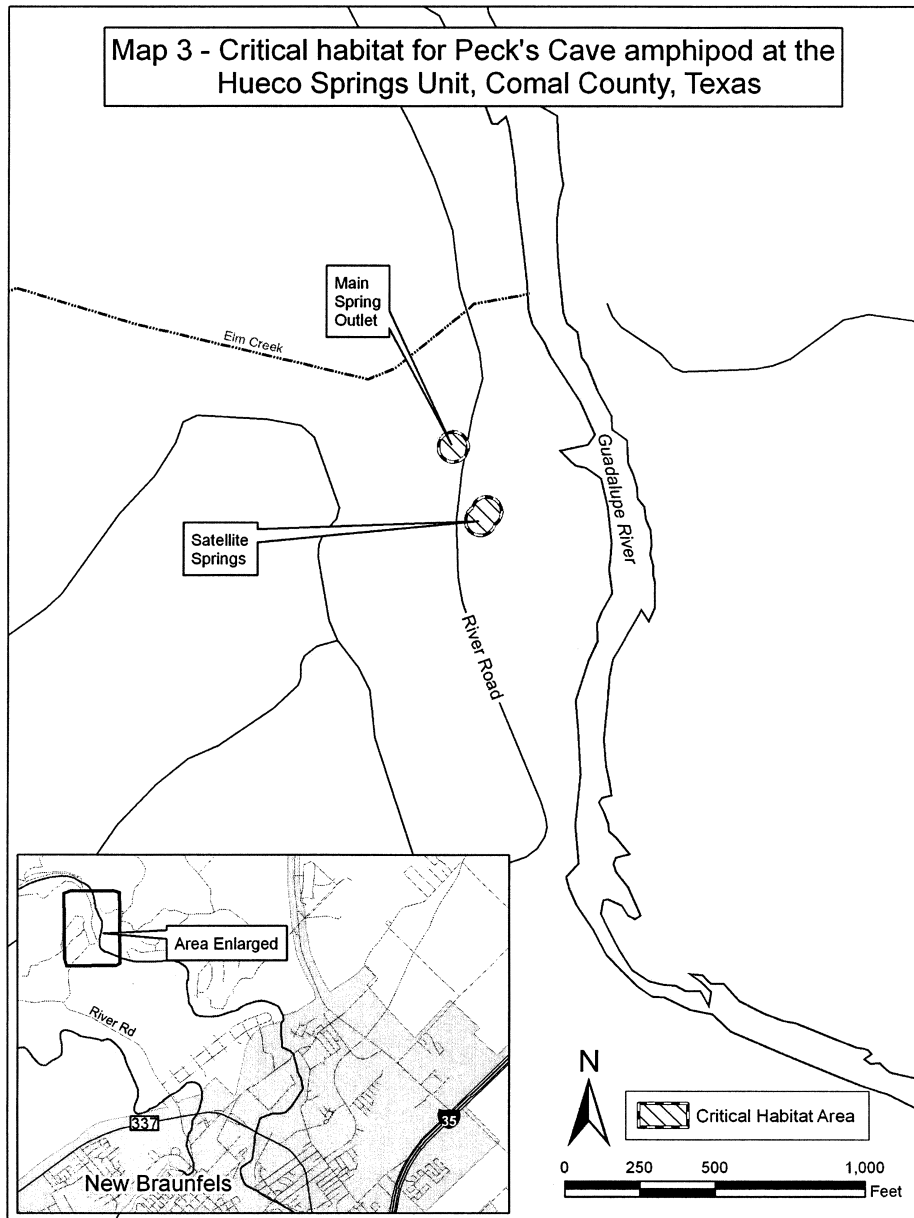 Map 3 - Critical habitat for Peck's Cave amphipod at the
Hueco Springs Unit, Comal County, Texas
Main
Spring
Outlet
Elm Creek
Guadalupe River
Satellite
Springs
River Road
Area Enlarged
River Rd
337
35
New Braunfels
N
Critical Habitat Area
0 250 500 1,000
Feet